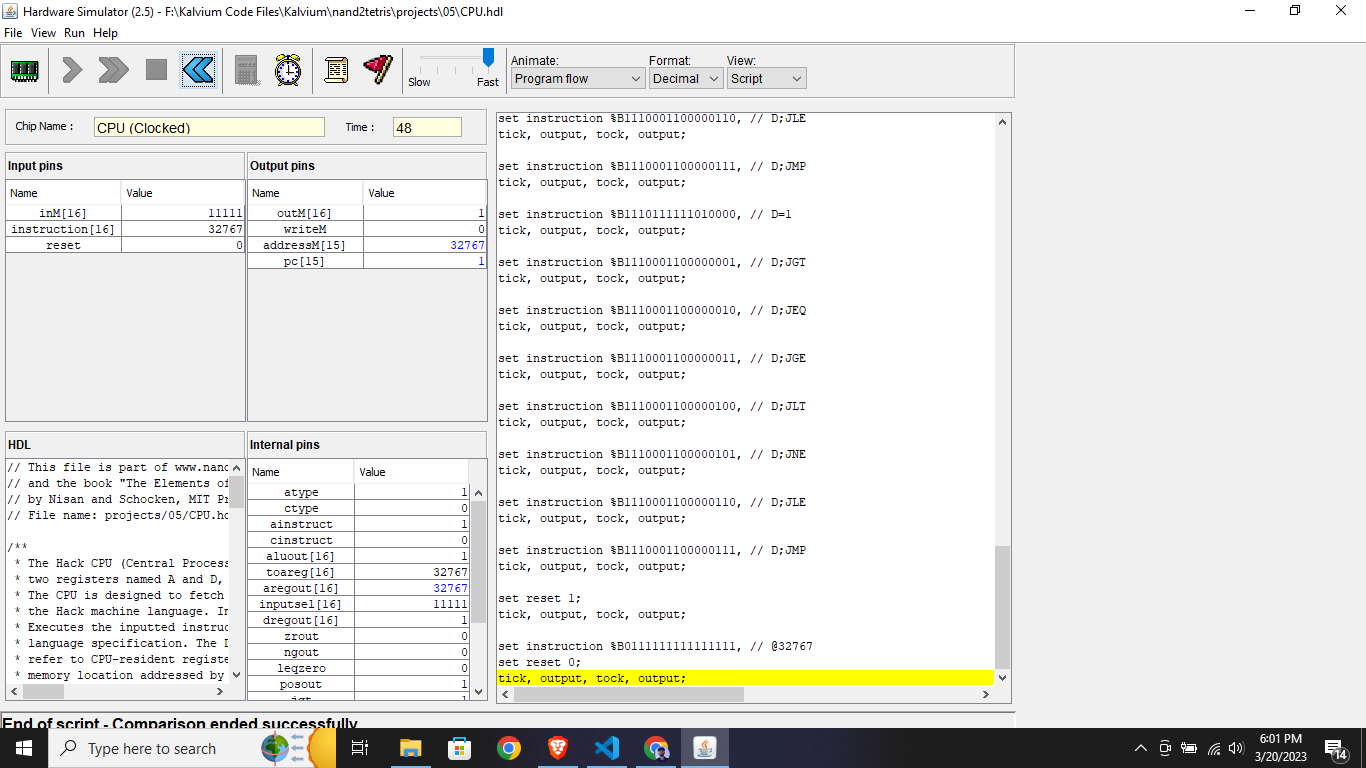 Hardware Simulator (2.5) - F:\Kalvium Code Files\Kalvium\nand2tetris\projects\05\CPU.hdl
File View Run Help
Slow Fast
Animate: Format: View:
Program flow Decimal Script
Chip Name : CPU (Clocked) Time : 48
Input pins
Name Value
inM[16] 11111
instruction[16] 32767
reset 0
Output pins
Name Value
outM[16] 1
writeM 0
addressM[15] 32767
pc[15] 1
HDL
// This file is part of www.nand
// and the book "The Elements of
// by Nisan and Schocken, MIT Pr
// File name: projects/05/CPU.hd
/**
* The Hack CPU (Central Process
* two registers named A and D,
* The CPU is designed to fetch
* the Hack machine language. In
* Executes the inputted instruc
* language specification. The D
* refer to CPU-resident registe
* memory location addressed by
Internal pins
Name Value
atype 1
ctype 0
ainstruct 1
cinstruct 0
aluout[16] 1
toareg[16] 32767
aregout[16] 32767
inputsel[16] 11111
dregout[16] 1
zrout 0
ngout 0
leqzero 0
posout 1
set instruction %B1110001100000110, // D;JLE
tick, output, tock, output;
set instruction %B1110001100000111, // D;JMP
tick, output, tock, output;
set instruction %B1110111111010000, // D=1
tick, output, tock, output;
set instruction %B1110001100000001, // D;JGT
tick, output, tock, output;
set instruction %B1110001100000010, // D;JEQ
tick, output, tock, output;
set instruction %B1110001100000011, // D;JGE
tick, output, tock, output;
set instruction %B1110001100000100, // D;JLT
tick, output, tock, output;
set instruction %B1110001100000101, // D;JNE
tick, output, tock, output;
set instruction %B1110001100000110, // D;JLE
tick, output, tock, output;
set instruction %B1110001100000111, // D;JMP
tick, output, tock, output;
set reset 1;
tick, output, tock, output;
set instruction %B0111111111111111, // @32767
set reset 0;
tick, output, tock, output;
End of script - Comparison ended successfully
Type here to search
6:01 PM
3/20/2023
14